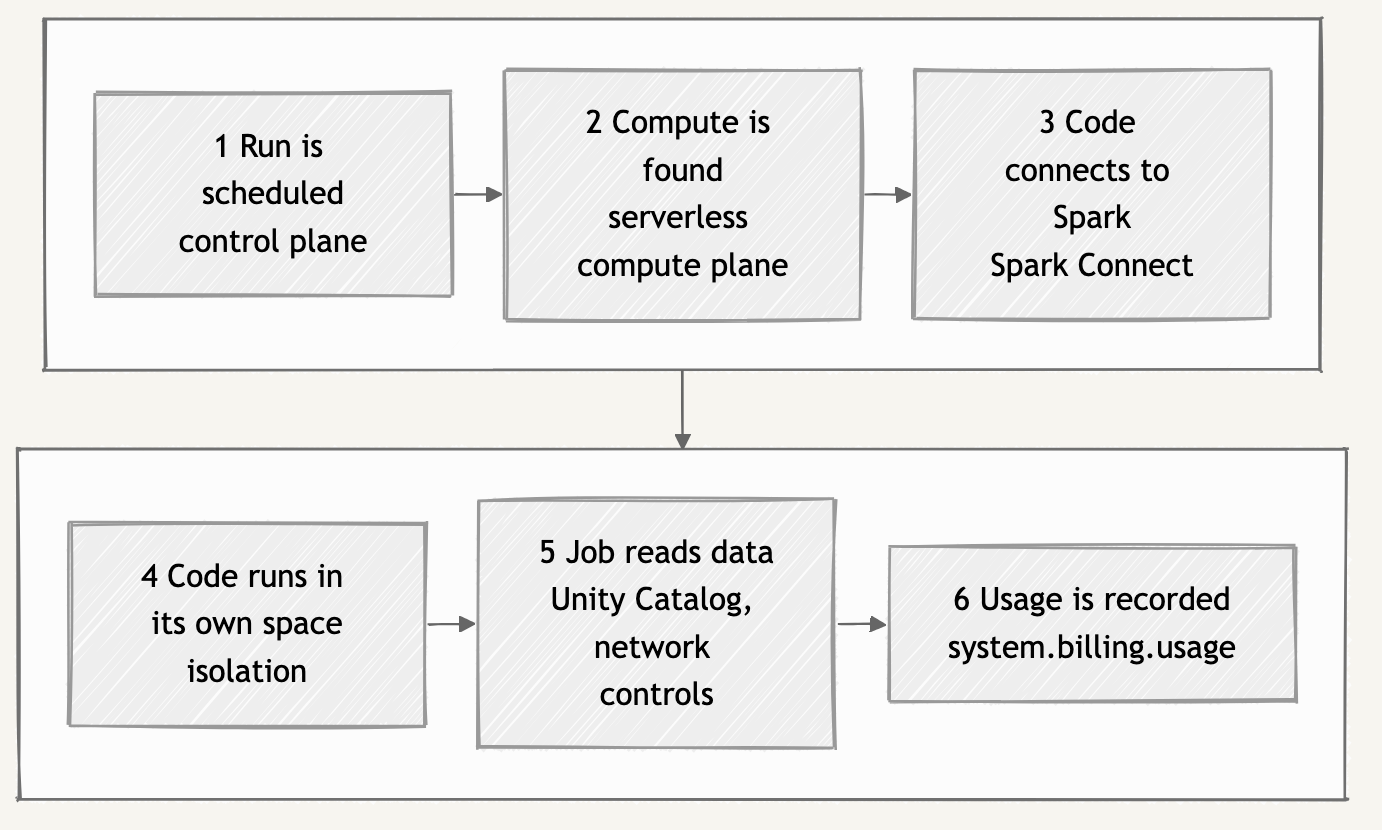 1 Run is
scheduled
control plane
2 Compute is
found
serverless
compute plane
3 Code
connects to
Spark
Spark Connect
4 Code runs in
its own space
isolation
5 Job reads data
Unity Catalog,
network
controls
6 Usage is recorded
system.billing.usage